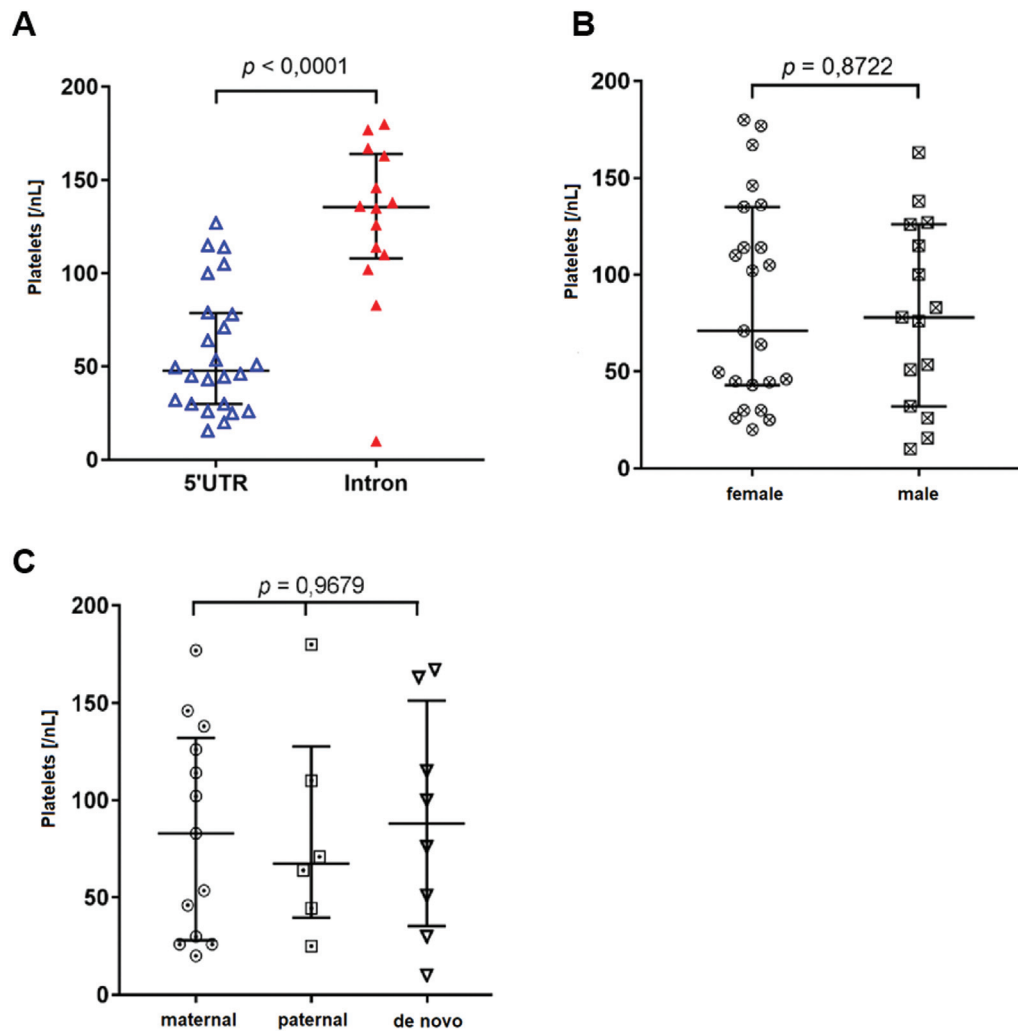 A
p < 0,0001
Platelets [/nL]
200
150
100
50
0
5'UTR Intron
B
p = 0,8722
Platelets [/nL]
200
150
100
50
0
female male
C
p = 0,9679
Platelets [/nL]
200
150
100
50
0
maternal paternal de novo